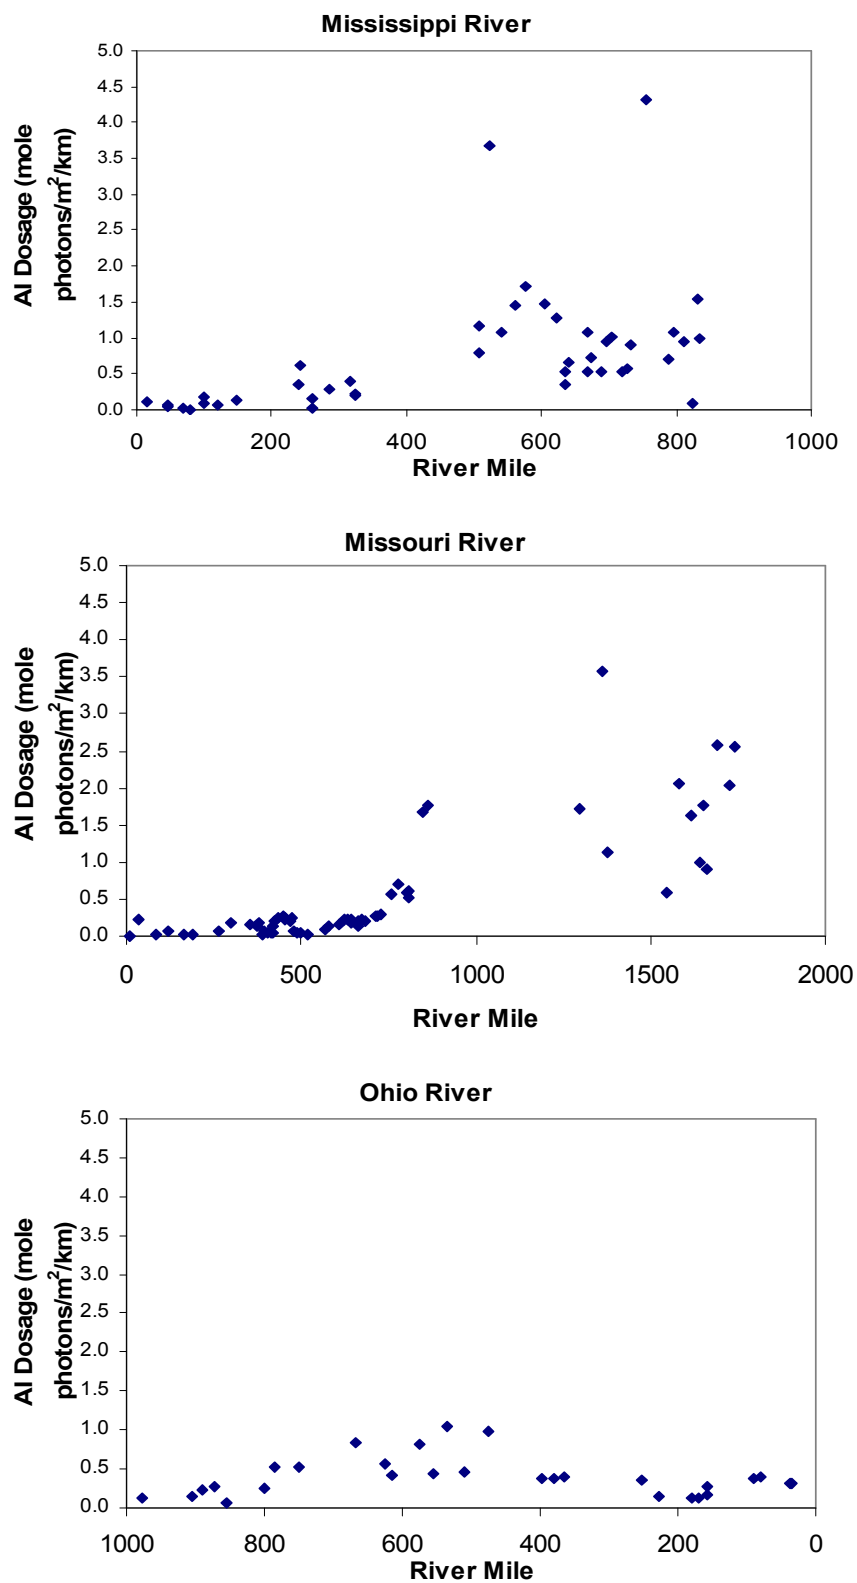 Mississippi River
AI Dosage (mole
photons/m²/km)
5.0
4.5
4.0
3.5
3.0
2.5
2.0
1.5
1.0
0.5
0.0
0 200 400 600 800 1000
River Mile
Missouri River
AI Dosage (mole
photons/m²/km)
5.0
4.5
4.0
3.5
3.0
2.5
2.0
1.5
1.0
0.5
0.0
0 500 1000 1500 2000
River Mile
Ohio River
AI Dosage (mole
photons/m²/km)
5.0
4.5
4.0
3.5
3.0
2.5
2.0
1.5
1.0
0.5
0.0
1000 800 600 400 200 0
River Mile